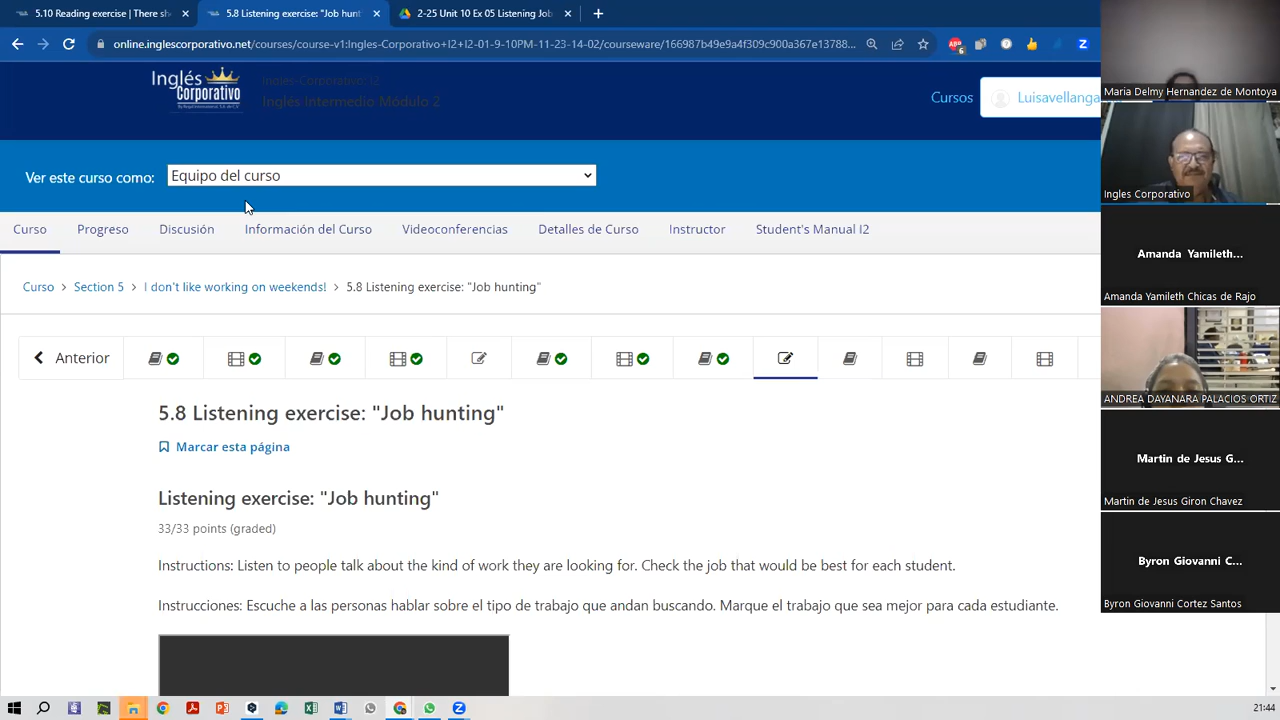 5.10 Reading exercise | There sh
5.8 Listening exercise: "Job hunt
2-25 Unit 10 Ex 05 Listening Job
online.inglescorporativo.net/courses/course-v1:Ingles-Corporativo+I2+I2-01-9-10PM-11-23-14-02/courseware/166987b49e9a4f309c900a367e13788...
Inglés
Corporativo
Ingles-Corporativo: I2
Inglés Intermedio Módulo 2
Cursos
Luisavellanga
Ver este curso como:
Equipo del curso
Curso
Progreso
Discusión
Información del Curso
Videoconferencias
Detalles de Curso
Instructor
Student's Manual I2
Curso > Section 5 > I don't like working on weekends! > 5.8 Listening exercise: "Job hunting"
Anterior
5.8 Listening exercise: "Job hunting"
Marcar esta página
Listening exercise: "Job hunting"
33/33 points (graded)
Instructions: Listen to people talk about the kind of work they are looking for. Check the job that would be best for each student.
Instrucciones: Escuche a las personas hablar sobre el tipo de trabajo que andan buscando. Marque el trabajo que sea mejor para cada estudiante.
Maria Delmy Hernandez de Montoya
Ingles Corporativo
Amanda Yamileth...
Amanda Yamileth Chicas de Rajo
ANDREA DAYANARA PALACIOS ORTIZ
Martin de Jesus G...
Martin de Jesus Giron Chavez
Byron Giovanni C...
Byron Giovanni Cortez Santos
21:44